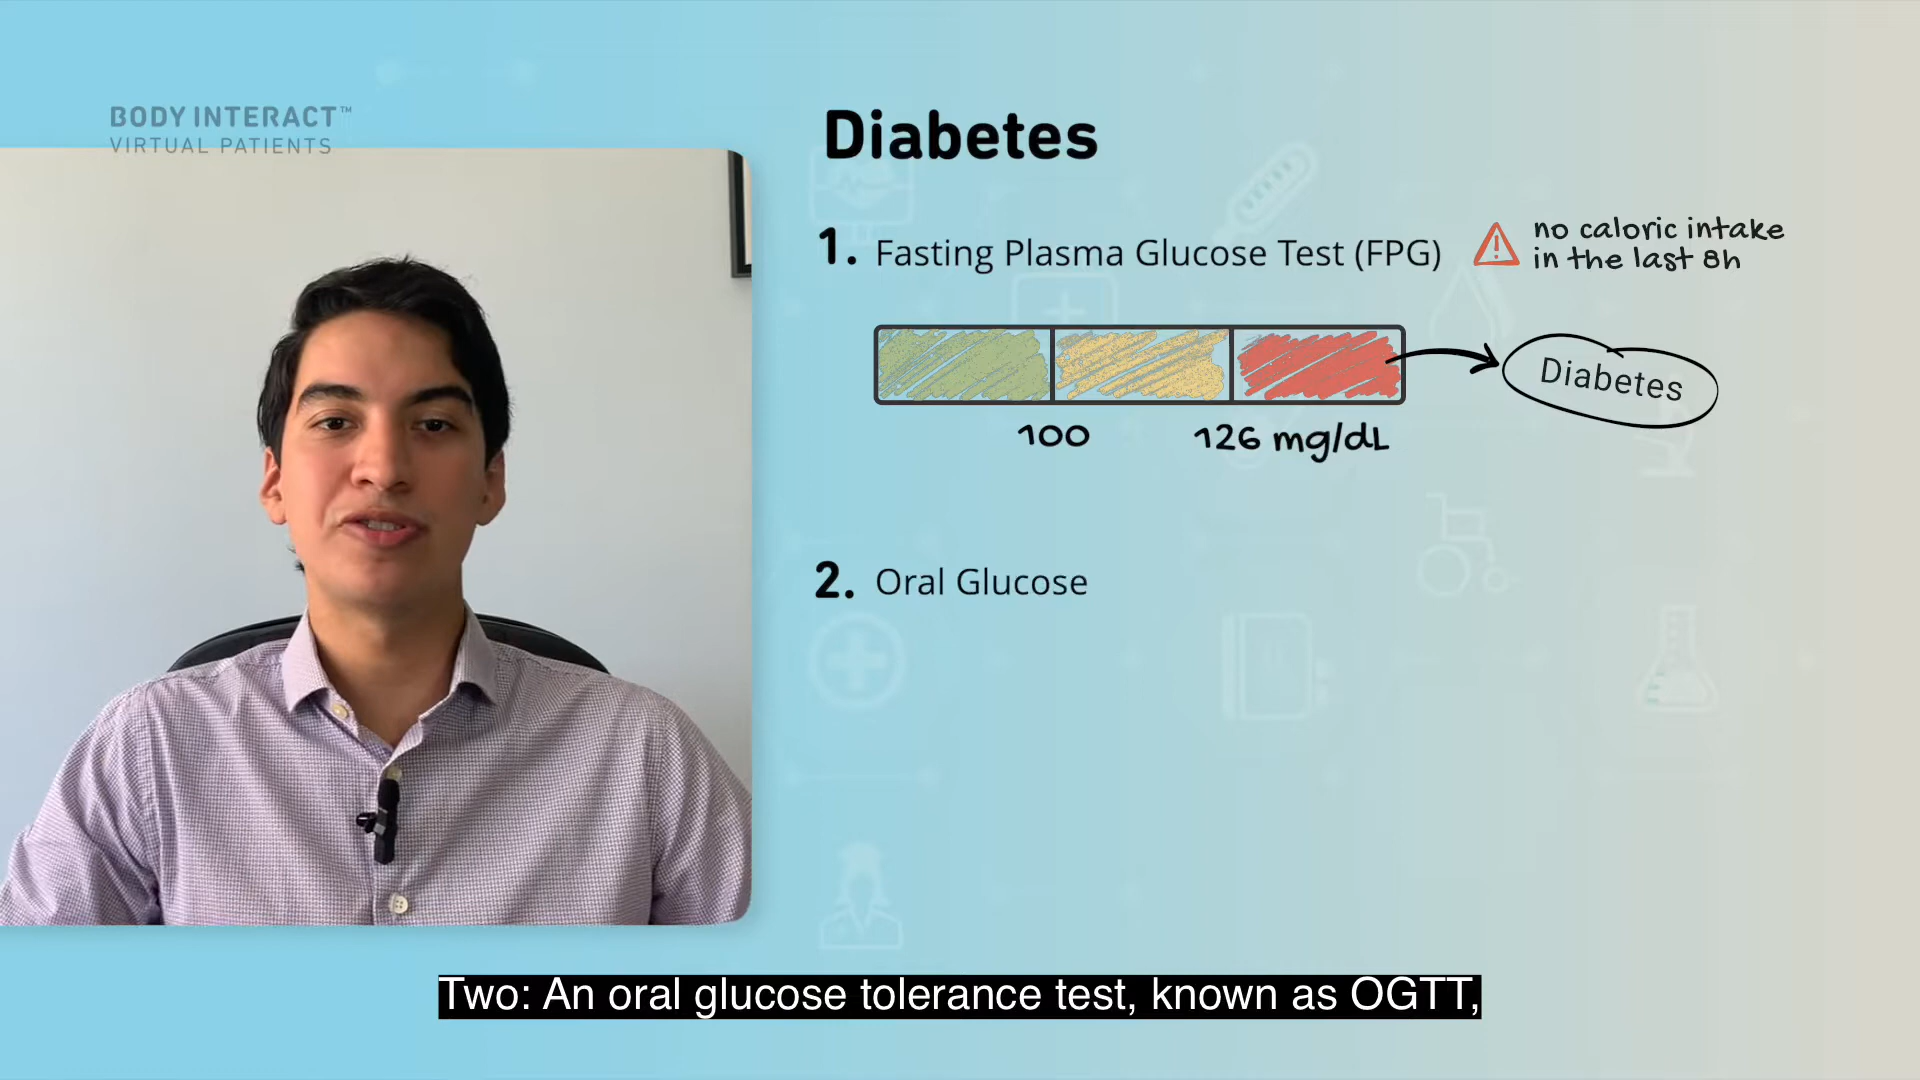 BODY INTERACT™
VIRTUAL PATIENTS
Diabetes
1. Fasting Plasma Glucose Test (FPG)
no caloric intake
in the last 8h
Diabetes
100
126 mg/dL
2. Oral Glucose
Two: An oral glucose tolerance test, known as OGTT,